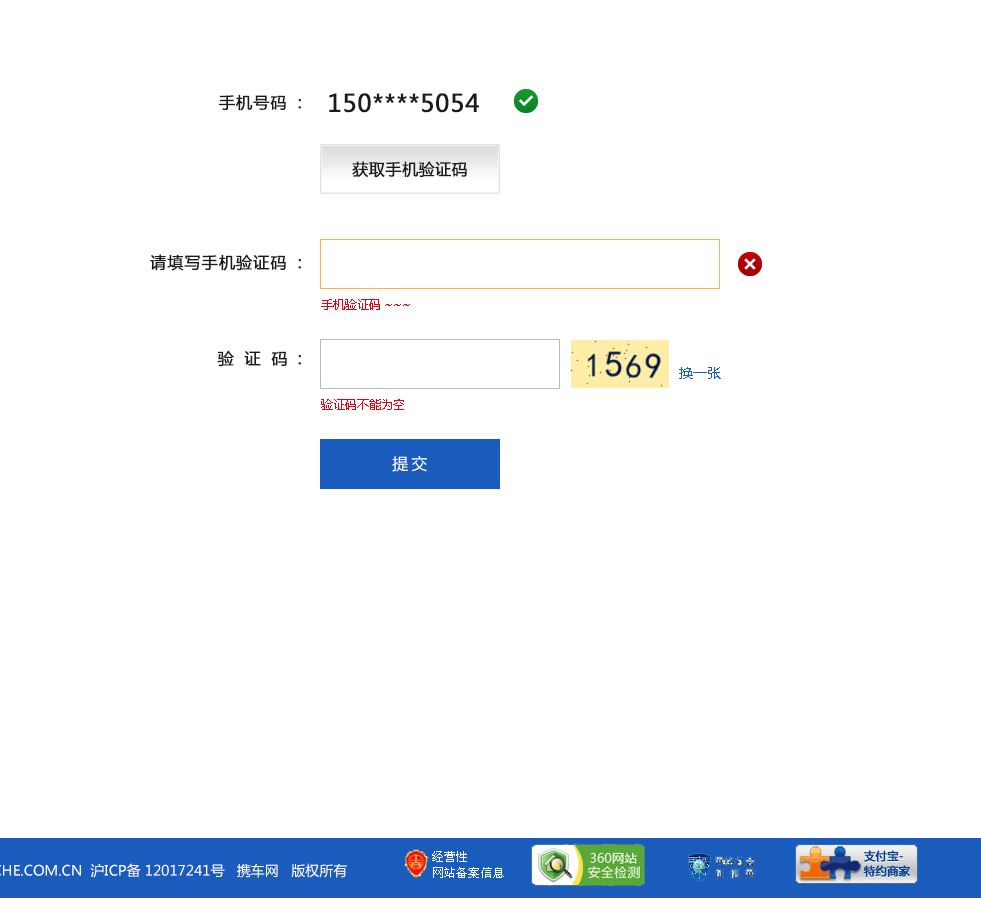 手机号码 : 150****5054
获取手机验证码
请填写手机验证码 :
手机验证码 ~~~
验 证 码 : 1569 换一张
验证码不能为空
提交
CHE.COM.CN 沪ICP备 12017241号 携车网 版权所有
经营性
网站备案信息
360网站
安全检测
支付宝-
特约商家